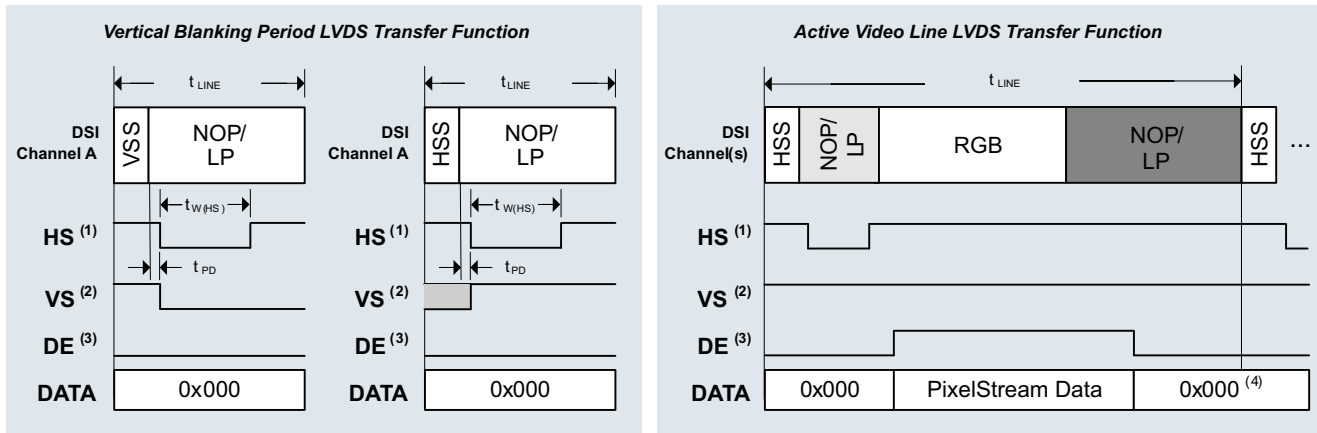 Vertical Blanking Period LVDS Transfer Function
t LINE
t LINE
DSI
Channel A
VSS
NOP/
LP
DSI
Channel A
HSS
NOP/
LP
t W(HS)
t W(HS)
HS (1)
HS (1)
t PD
t PD
VS (2)
VS (2)
DE (3)
DE (3)
DATA
0x000
DATA
0x000
Active Video Line LVDS Transfer Function
t LINE
DSI
Channel(s)
HSS
NOP/
LP
RGB
NOP/
LP
HSS
...
HS (1)
VS (2)
DE (3)
DATA
0x000
PixelStream Data
0x000 (4)